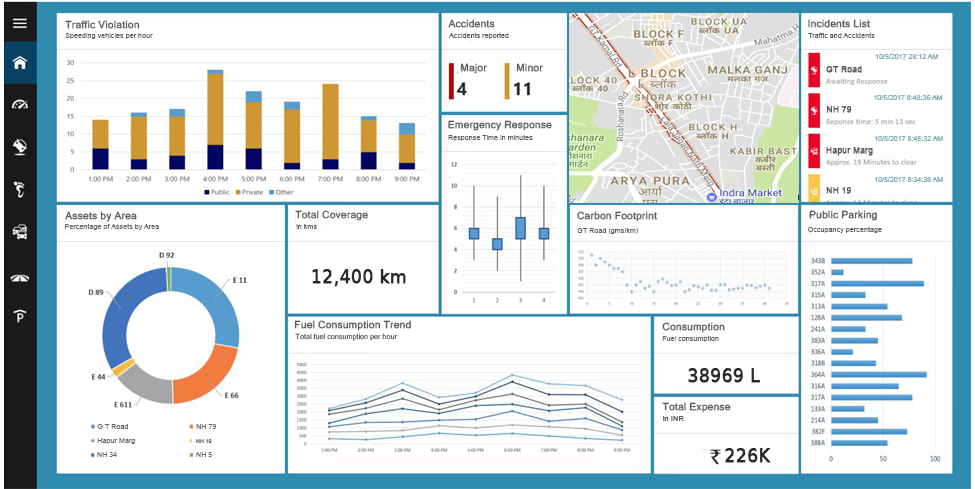 Traffic Violation
Speeding vehicles per hour
30
25
20
15
10
5
0
1:00 PM 2:00 PM 3:00 PM 4:00 PM 5:00 PM 6:00 PM 7:00 PM 8:00 PM 9:00 PM
Public Private Other
Accidents
Accidents reported
Major
4
Minor
11
Emergency Response
Response Time in minutes
12
10
8
6
4
2
0
1 2 3 4
BLOCK UA
ब्लॉक UA
BLOCK F
ब्लॉक F
Mahatma H
GT Karnal Rd
L BLOCK
L ब्लॉक
MALKA GANJ
मलका गंज
LOCK 40
ब्लॉक 40
SHORA KOTHI
शोर कोठी
Roshanara Rd
BLOCK H
ब्लॉक H
shanara
arden
KABIR BAST
कबीर
बस्ती
ARYA PURA
आर्या
पुरा
Indra Market
Incidents List
Traffic and Accidents
10/5/2017 28:12 AM
GT Road
Awaiting Response
10/5/2017 8:48:36 AM
NH 79
Reponse time: 5 min 13 sec
10/5/2017 8:45:32 AM
Hapur Marg
Approx. 19 Minutes to clear
10/5/2017 8:34:38 AM
NH 19
Assets by Area
Percentage of Assets by Area
D 92
E 11
D 89
E 44
E 611
E 66
G T Road NH 79
Hapur Marg NH 19
NH 34 NH 5
Total Coverage
In kms
12,400 km
Carbon Footprint
GT Road (gms/km)
Public Parking
Occupancy percentage
343B
352A
317A
315A
313A
128A
241A
383A
336A
318B
364A
316A
317A
133A
214A
382F
388A
0 50 100
Fuel Consumption Trend
Total fuel consumption per hour
5000
4500
4000
3500
3000
2500
2000
1500
1000
500
0
1:00 PM 2:00 PM 3:00 PM 4:00 PM 5:00 PM 6:00 PM 7:00 PM 8:00 PM 9:00 PM
Consumption
Fuel consumption
38969 L
Total Expense
In INR
₹226K